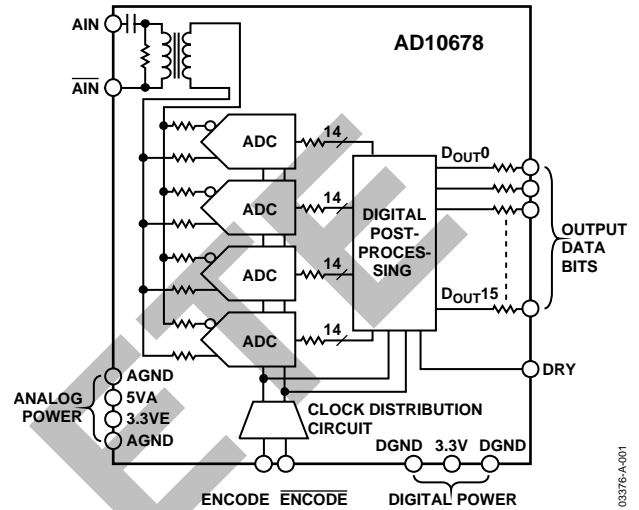 AIN
AD10678
AIN
ADC
14
DOUT0
ADC
14
DIGITAL
POST-
PROCES-
SING
OUTPUT
DATA
BITS
ADC
14
DOUT15
ADC
14
DRY
ANALOG
POWER
AGND
5VA
3.3VE
AGND
CLOCK DISTRIBUTION
CIRCUIT
DGND 3.3V DGND
ENCODE ENCODE
DIGITAL POWER
03376-A-001
ETE